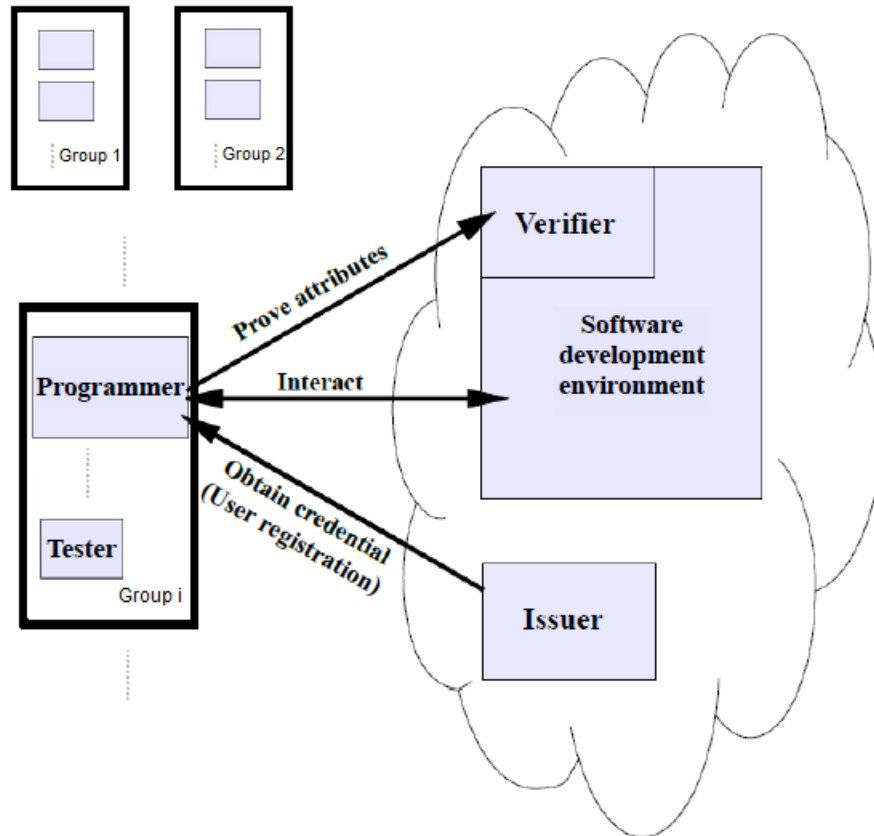 Group 1
Group 2
Verifier
Prove attributes
Software
development
environment
Programmer
Interact
Obtain credential
(User registration)
Tester
Group i
Issuer